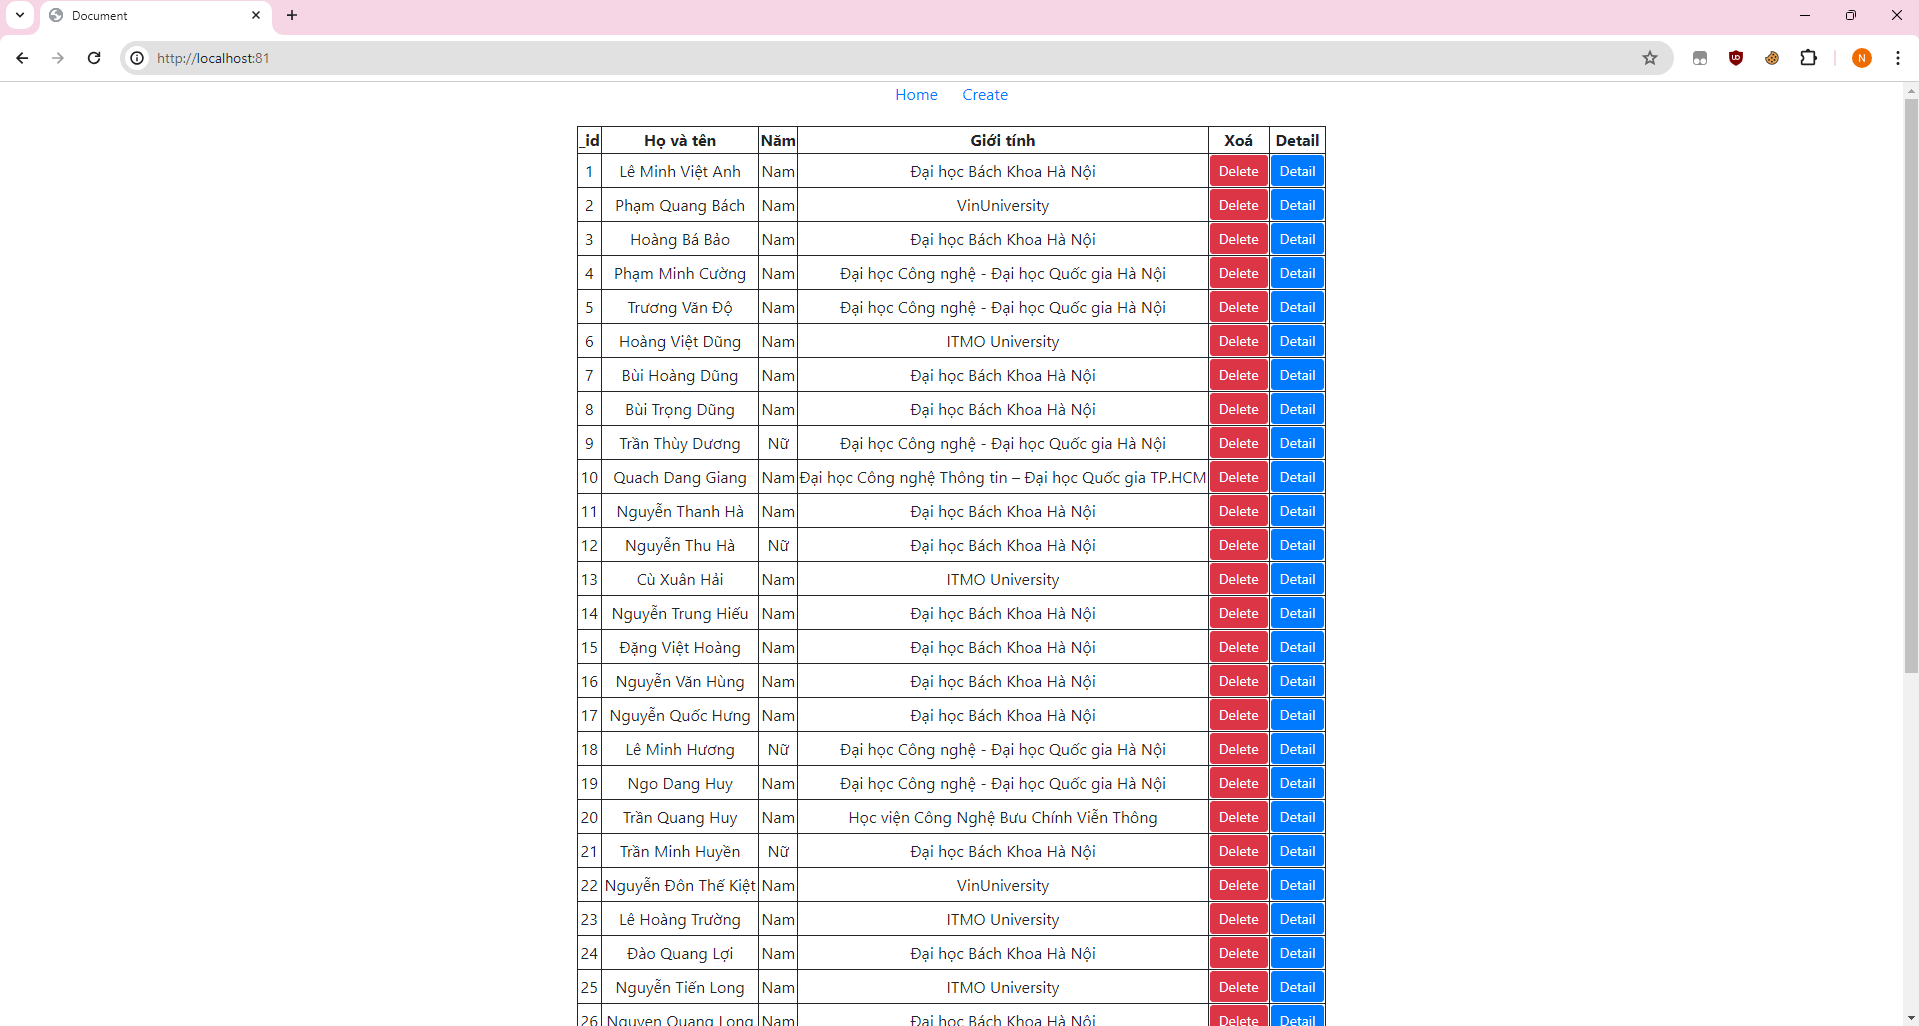 Document
http://localhost:81
N
Home Create
_id Họ và tên Năm Giới tính Xoá Detail
1 Lê Minh Việt Anh Nam Đại học Bách Khoa Hà Nội Delete Detail
2 Phạm Quang Bách Nam VinUniversity Delete Detail
3 Hoàng Bá Bảo Nam Đại học Bách Khoa Hà Nội Delete Detail
4 Phạm Minh Cường Nam Đại học Công nghệ - Đại học Quốc gia Hà Nội Delete Detail
5 Trương Văn Độ Nam Đại học Công nghệ - Đại học Quốc gia Hà Nội Delete Detail
6 Hoàng Việt Dũng Nam ITMO University Delete Detail
7 Bùi Hoàng Dũng Nam Đại học Bách Khoa Hà Nội Delete Detail
8 Bùi Trọng Dũng Nam Đại học Bách Khoa Hà Nội Delete Detail
9 Trần Thùy Dương Nữ Đại học Công nghệ - Đại học Quốc gia Hà Nội Delete Detail
10 Quach Dang Giang Nam Đại học Công nghệ Thông tin – Đại học Quốc gia TP.HCM Delete Detail
11 Nguyễn Thanh Hà Nam Đại học Bách Khoa Hà Nội Delete Detail
12 Nguyễn Thu Hà Nữ Đại học Bách Khoa Hà Nội Delete Detail
13 Cù Xuân Hải Nam ITMO University Delete Detail
14 Nguyễn Trung Hiếu Nam Đại học Bách Khoa Hà Nội Delete Detail
15 Đặng Việt Hoàng Nam Đại học Bách Khoa Hà Nội Delete Detail
16 Nguyễn Văn Hùng Nam Đại học Bách Khoa Hà Nội Delete Detail
17 Nguyễn Quốc Hưng Nam Đại học Bách Khoa Hà Nội Delete Detail
18 Lê Minh Hương Nữ Đại học Công nghệ - Đại học Quốc gia Hà Nội Delete Detail
19 Ngo Dang Huy Nam Đại học Công nghệ - Đại học Quốc gia Hà Nội Delete Detail
20 Trần Quang Huy Nam Học viện Công Nghệ Bưu Chính Viễn Thông Delete Detail
21 Trần Minh Huyền Nữ Đại học Bách Khoa Hà Nội Delete Detail
22 Nguyễn Đôn Thế Kiệt Nam VinUniversity Delete Detail
23 Lê Hoàng Trường Nam ITMO University Delete Detail
24 Đào Quang Lợi Nam Đại học Bách Khoa Hà Nội Delete Detail
25 Nguyễn Tiến Long Nam ITMO University Delete Detail
26 Nguyen Quang Long Nam Đại học Bách Khoa Hà Nội Delete Detail